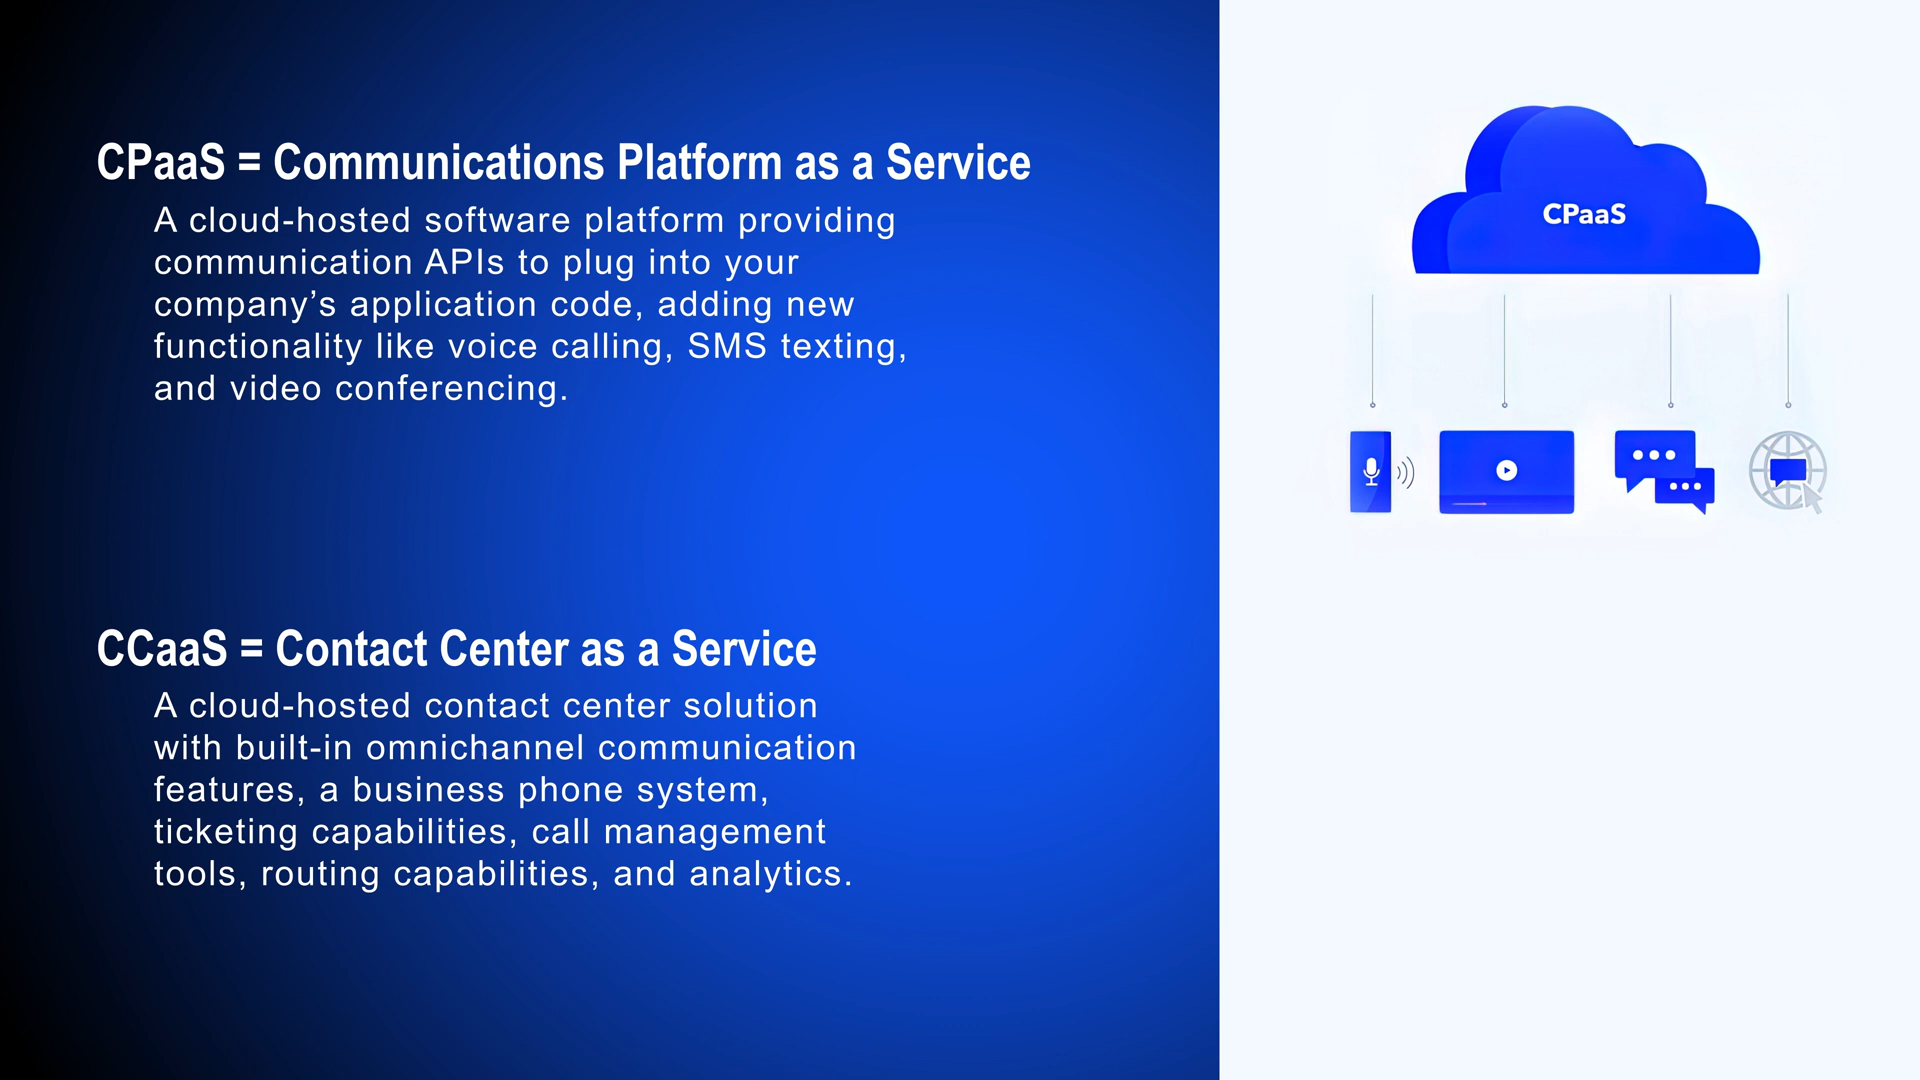 CPaaS = Communications Platform as a Service
A cloud-hosted software platform providing
communication APIs to plug into your
company’s application code, adding new
functionality like voice calling, SMS texting,
and video conferencing.
CPaaS
CCaaS = Contact Center as a Service
A cloud-hosted contact center solution
with built-in omnichannel communication
features, a business phone system,
ticketing capabilities, call management
tools, routing capabilities, and analytics.